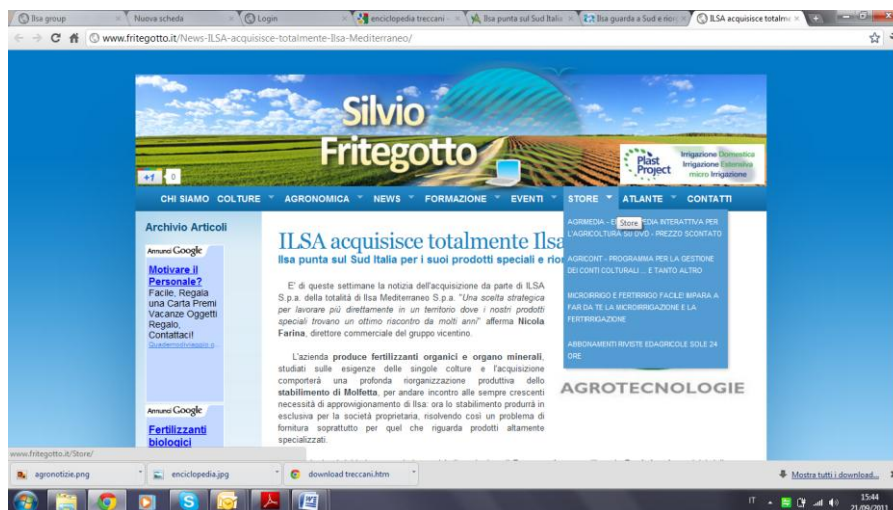 Ilsa group
Nuova scheda
Login
enciclopedia treccani -
Ilsa punta sul Sud Italia
Ilsa guarda a Sud e rior
ILSA acquisisce totalme
www.fritegotto.it/News-ILSA-acquisisce-totalmente-Ilsa-Mediterraneo/
Silvio
Fritegotto
Plast
Project
Irrigazione Domestica
Irrigazione Estensiva
micro Irrigazione
+1 0
CHI SIAMO COLTURE AGRONOMICA NEWS FORMAZIONE EVENTI STORE ATLANTE CONTATTI
Archivio Articoli
Annunci Google
Motivare il
Personale?
Facile, Regala
una Carta Premi
Vacanze Oggetti
Regalo,
Contattaci!
Annunci Google
Fertilizzanti
biologici
ILSA acquisisce totalmente Ilsa
Ilsa punta sul Sud Italia per i suoi prodotti speciali e rior
E' di queste settimane la notizia dell'acquisizione da parte di ILSA
S.p.a. della totalità di Ilsa Mediterraneo S.p.a. "Una scelta strategica
per lavorare più direttamente in un territorio dove i nostri prodotti
speciali trovano un ottimo riscontro da molti anni" afferma Nicola
Farina, direttore commerciale del gruppo vicentino.
L'azienda produce fertilizzanti organici e organo minerali,
studiati sulle esigenze delle singole colture e l'acquisizione
comporterà una profonda riorganizzazione produttiva dello
stabilimento di Molfetta, per andare incontro alle sempre crescenti
necessità di approvigionamento di Ilsa: ora lo stabilimento produrrà in
esclusiva per la società proprietaria, risolvendo così un problema di
fornitura soprattutto per quel che riguarda prodotti altamente
specializzati.
AGRIMEDIA - EDIA INTERATTIVA PER
Store
L'AGRICOLTURA SU DVD - PREZZO SCONTATO
AGRICONT - PROGRAMMA PER LA GESTIONE
DEI CONTI COLTURALI... E TANTO ALTRO
MICROIRRIGO E FERTIRRIGO FACILE! IMPARA A
FAR DA TE LA MICROIRRIGAZIONE E LA
FERTIRRIGAZIONE
ABBONAMENTI RIVISTE EDAGRICOLE SOLE 24
ORE
AGROTECNOLOGIE
www.fritegotto.it/Store/
agronotizie.png
enciclopedia.jpg
download treccani.htm
Mostra tutti i download...
IT
15:44
21/09/2011